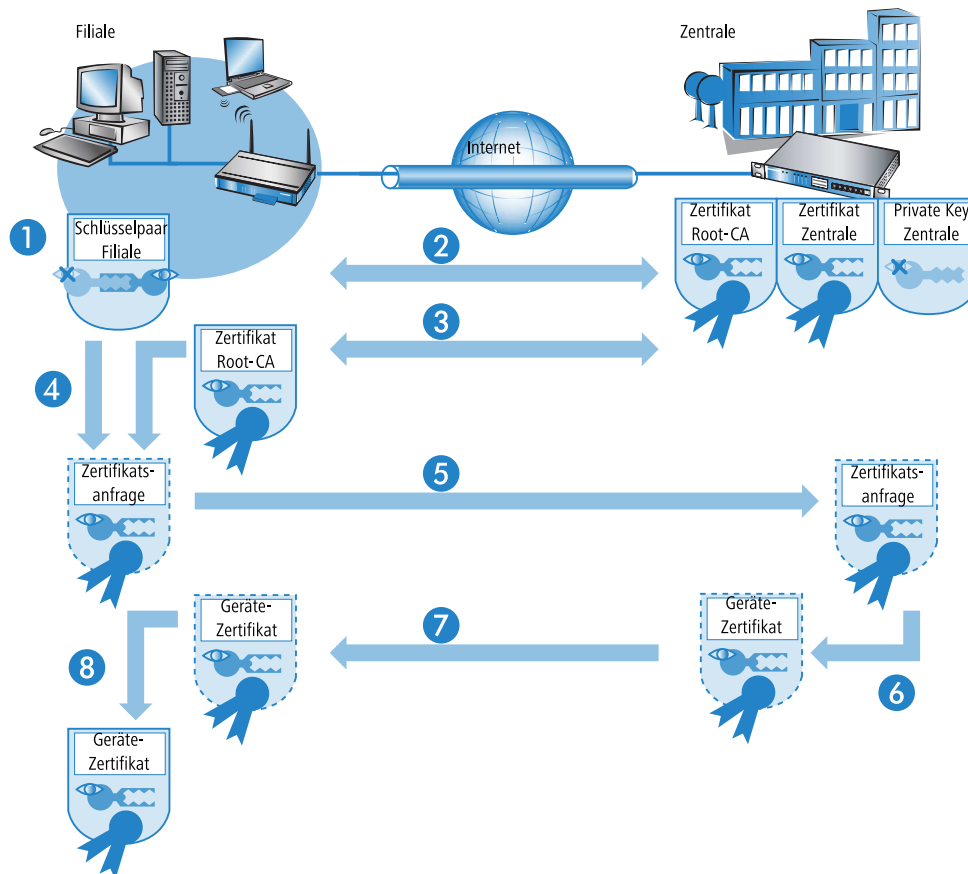 Filiale
Zentrale
Internet
1
Schlüsselpaar
Filiale
2
Zertifikat
Root-CA
Zertifikat
Zentrale
Private Key
Zentrale
3
Zertifikat
Root-CA
4
Zertifikats-
anfrage
5
Zertifikats-
anfrage
Geräte-
Zertifikat
7
Geräte-
Zertifikat
8
6
Geräte-
Zertifikat